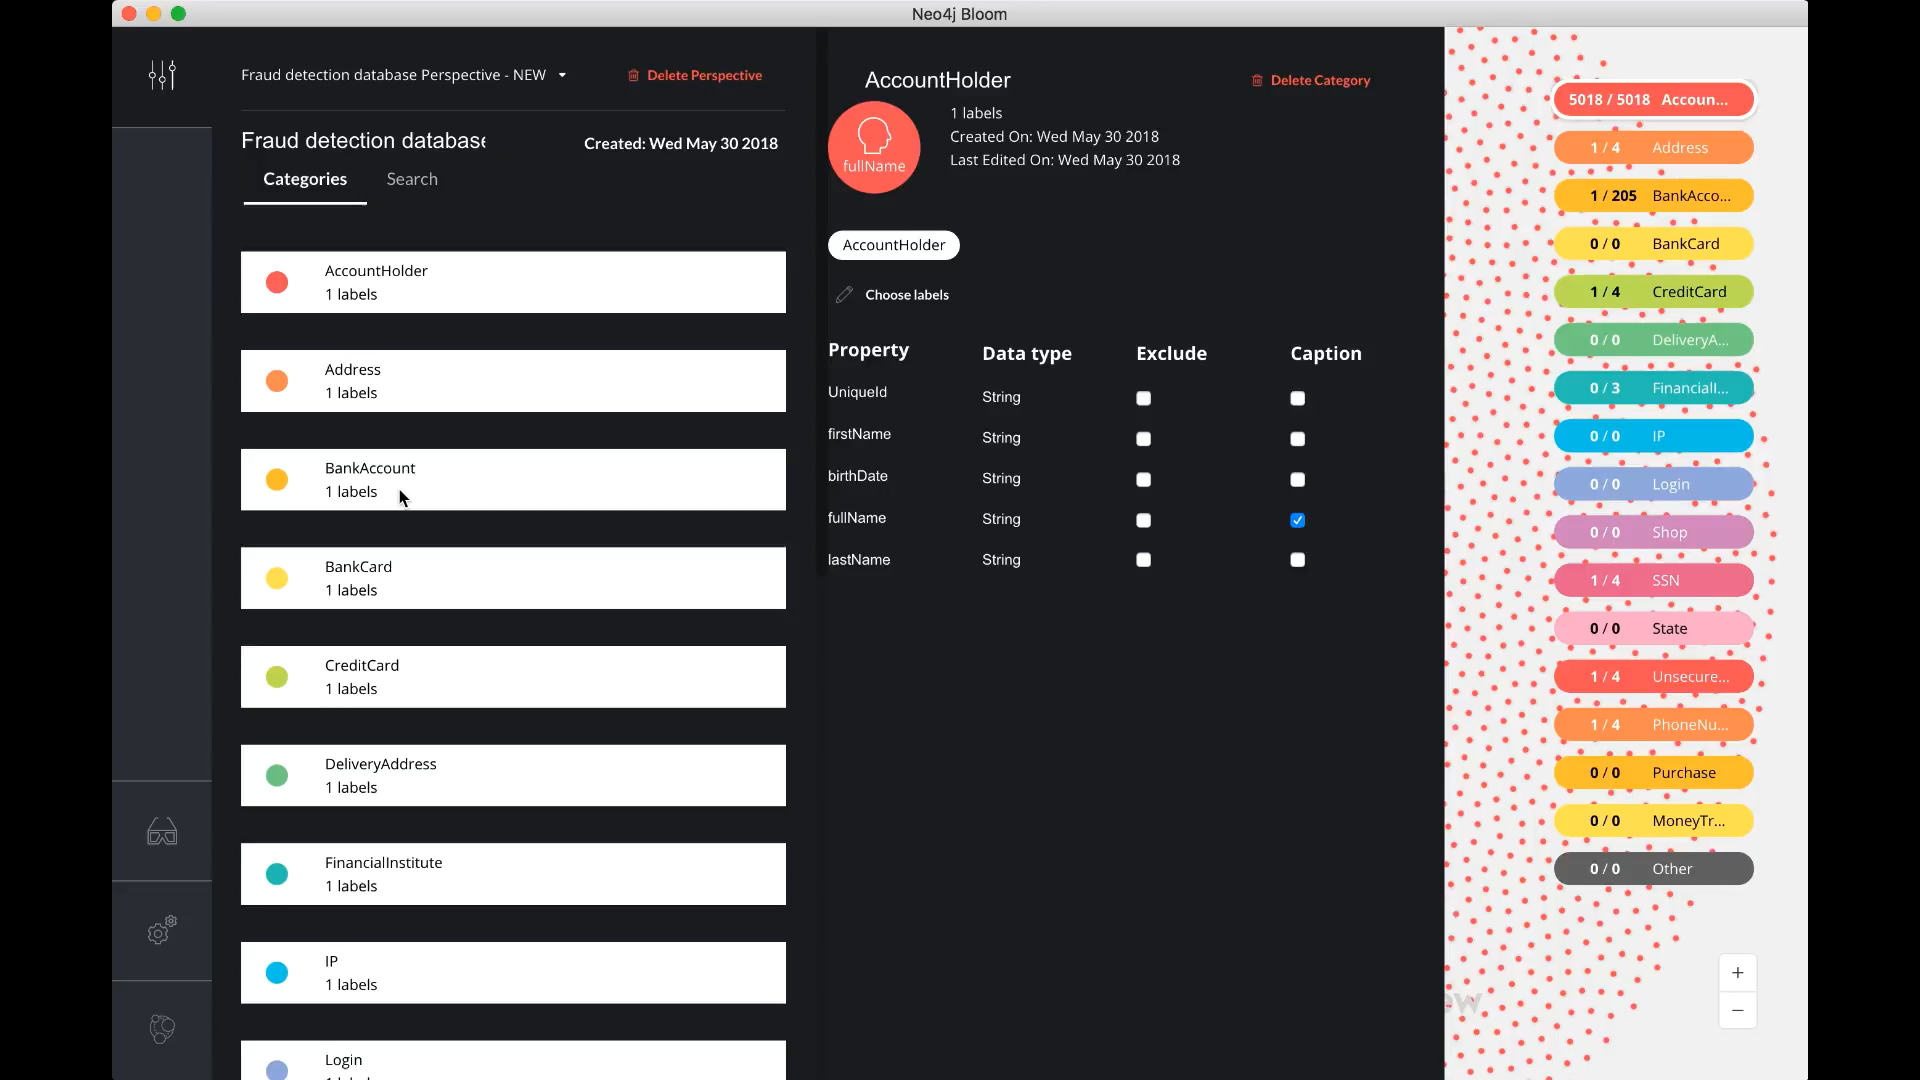 Neo4j Bloom
Fraud detection database Perspective - NEW
Delete Perspective
Fraud detection database
Created: Wed May 30 2018
Categories
Search
AccountHolder
1 labels
Address
1 labels
BankAccount
1 labels
BankCard
1 labels
CreditCard
1 labels
DeliveryAddress
1 labels
FinancialInstitute
1 labels
IP
1 labels
Login
AccountHolder
Delete Category
fullName
1 labels
Created On: Wed May 30 2018
Last Edited On: Wed May 30 2018
AccountHolder
Choose labels
Property Data type Exclude Caption
UniqueId String
firstName String
birthDate String
fullName String
lastName String
5018 / 5018 Accoun...
1 / 4 Address
1 / 205 BankAcco...
0 / 0 BankCard
1 / 4 CreditCard
0 / 0 DeliveryA...
0 / 3 FinancialI...
0 / 0 IP
0 / 0 Login
0 / 0 Shop
1 / 4 SSN
0 / 0 State
1 / 4 Unsecure...
1 / 4 PhoneNu...
0 / 0 Purchase
0 / 0 MoneyTr...
0 / 0 Other
+
−